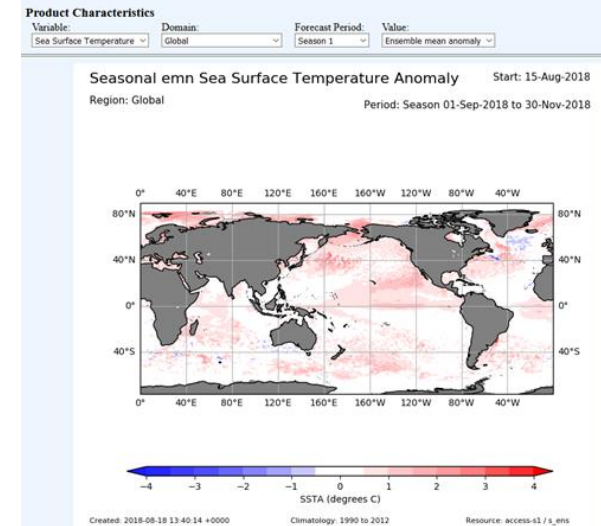 Product Characteristics
Variable: Domain: Forecast Period: Value:
Sea Surface Temperature Global Season 1 Ensemble mean anomaly
Seasonal emn Sea Surface Temperature Anomaly Start: 15-Aug-2018
Region: Global Period: Season 01-Sep-2018 to 30-Nov-2018
0° 40°E 80°E 120°E 160°E 160°W 120°W 80°W 40°W
80°N 80°N
40°N 40°N
0° 0°
40°S 40°S
0° 40°E 80°E 120°E 160°E 160°W 120°W 80°W 40°W
−4 −3 −2 −1 0 1 2 3 4
SSTA (degrees C)
Created: 2018-08-18 13:40:14 +0000 Climatology: 1990 to 2012 Resource: access-s1 / s_ens